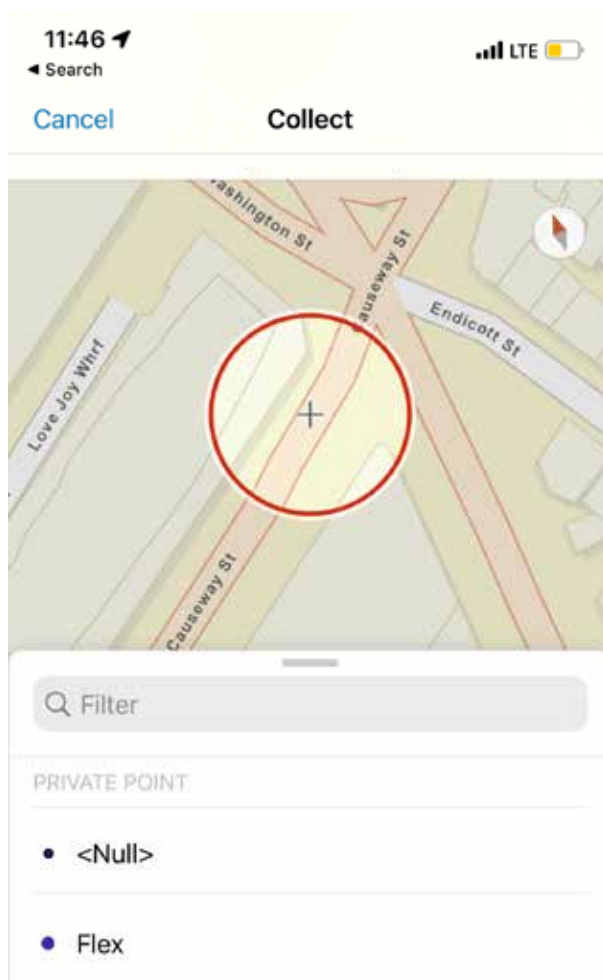 11:46
LTE
Search
Cancel
Collect
Washington St
Causeway St
Endicott St
Love Joy Whrf
Causeway St
Filter
PRIVATE POINT
<Null>
Flex